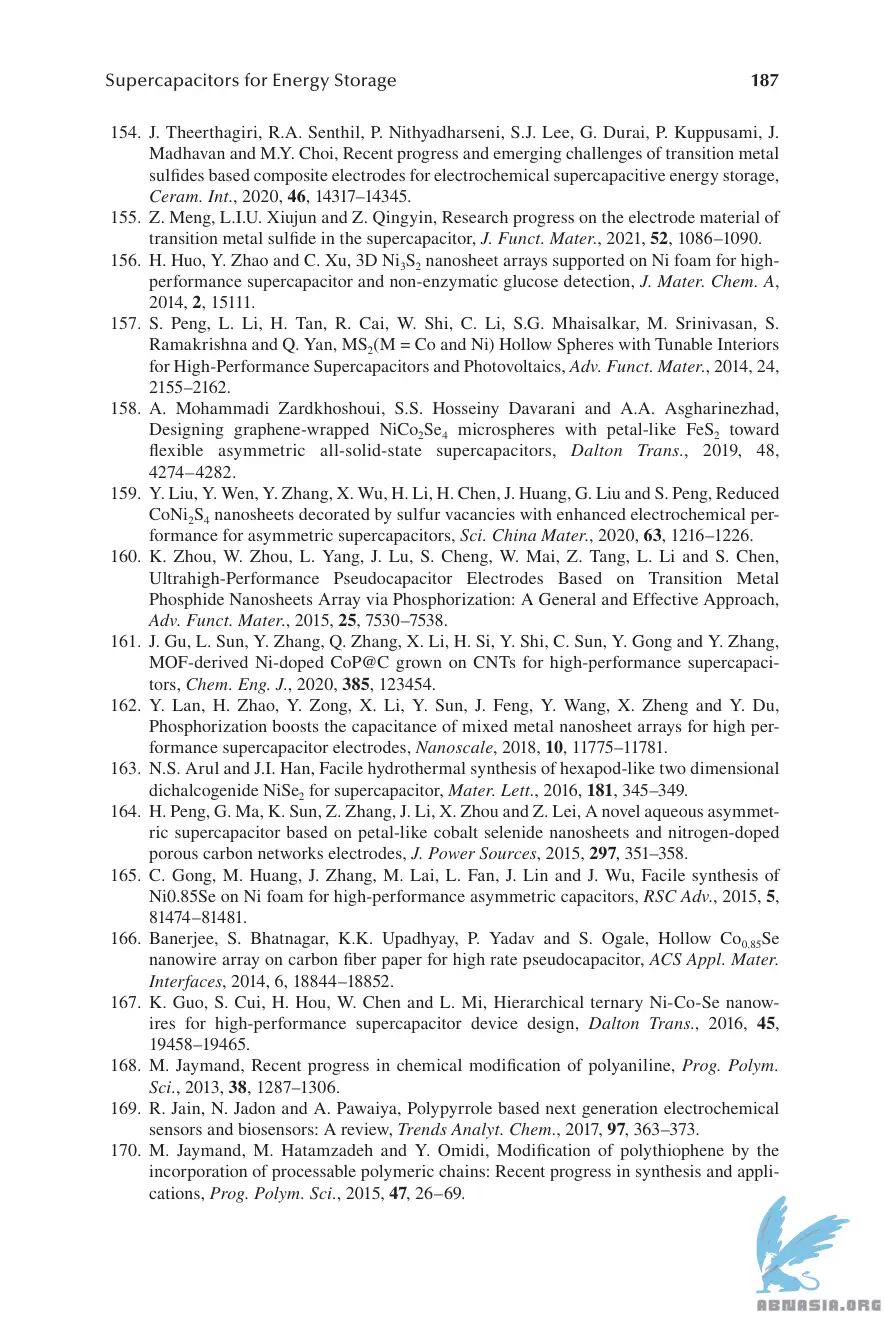 Supercapacitors for Energy Storage 187
154. J. Theerthagiri, R.A. Senthil, P. Nithyadharseni, S.J. Lee, G. Durai, P. Kuppusami, J.
Madhavan and M.Y. Choi, Recent progress and emerging challenges of transition metal
sulfides based composite electrodes for electrochemical supercapacitive energy storage,
Ceram. Int., 2020, 46, 14317–14345.
155. Z. Meng, L.I.U. Xiujun and Z. Qingyin, Research progress on the electrode material of
transition metal sulfide in the supercapacitor, J. Funct. Mater., 2021, 52, 1086–1090.
156. H. Huo, Y. Zhao and C. Xu, 3D Ni₃S₂ nanosheet arrays supported on Ni foam for high-
performance supercapacitor and non-enzymatic glucose detection, J. Mater. Chem. A,
2014, 2, 15111.
157. S. Peng, L. Li, H. Tan, R. Cai, W. Shi, C. Li, S.G. Mhaisalkar, M. Srinivasan, S.
Ramakrishna and Q. Yan, MS₂(M = Co and Ni) Hollow Spheres with Tunable Interiors
for High-Performance Supercapacitors and Photovoltaics, Adv. Funct. Mater., 2014, 24,
2155–2162.
158. A. Mohammadi Zardkhoshoui, S.S. Hosseiny Davarani and A.A. Asgharinezhad,
Designing graphene-wrapped NiCo₂Se₄ microspheres with petal-like FeS₂ toward
flexible asymmetric all-solid-state supercapacitors, Dalton Trans., 2019, 48,
4274–4282.
159. Y. Liu, Y. Wen, Y. Zhang, X. Wu, H. Li, H. Chen, J. Huang, G. Liu and S. Peng, Reduced
CoNi₂S₄ nanosheets decorated by sulfur vacancies with enhanced electrochemical per-
formance for asymmetric supercapacitors, Sci. China Mater., 2020, 63, 1216–1226.
160. K. Zhou, W. Zhou, L. Yang, J. Lu, S. Cheng, W. Mai, Z. Tang, L. Li and S. Chen,
Ultrahigh-Performance Pseudocapacitor Electrodes Based on Transition Metal
Phosphide Nanosheets Array via Phosphorization: A General and Effective Approach,
Adv. Funct. Mater., 2015, 25, 7530–7538.
161. J. Gu, L. Sun, Y. Zhang, Q. Zhang, X. Li, H. Si, Y. Shi, C. Sun, Y. Gong and Y. Zhang,
MOF-derived Ni-doped CoP@C grown on CNTs for high-performance supercapaci-
tors, Chem. Eng. J., 2020, 385, 123454.
162. Y. Lan, H. Zhao, Y. Zong, X. Li, Y. Sun, J. Feng, Y. Wang, X. Zheng and Y. Du,
Phosphorization boosts the capacitance of mixed metal nanosheet arrays for high per-
formance supercapacitor electrodes, Nanoscale, 2018, 10, 11775–11781.
163. N.S. Arul and J.I. Han, Facile hydrothermal synthesis of hexapod-like two dimensional
dichalcogenide NiSe₂ for supercapacitor, Mater. Lett., 2016, 181, 345–349.
164. H. Peng, G. Ma, K. Sun, Z. Zhang, J. Li, X. Zhou and Z. Lei, A novel aqueous asymmet-
ric supercapacitor based on petal-like cobalt selenide nanosheets and nitrogen-doped
porous carbon networks electrodes, J. Power Sources, 2015, 297, 351–358.
165. C. Gong, M. Huang, J. Zhang, M. Lai, L. Fan, J. Lin and J. Wu, Facile synthesis of
Ni0.85Se on Ni foam for high-performance asymmetric capacitors, RSC Adv., 2015, 5,
81474–81481.
166. Banerjee, S. Bhatnagar, K.K. Upadhyay, P. Yadav and S. Ogale, Hollow Co₀.₈₅Se
nanowire array on carbon fiber paper for high rate pseudocapacitor, ACS Appl. Mater.
Interfaces, 2014, 6, 18844–18852.
167. K. Guo, S. Cui, H. Hou, W. Chen and L. Mi, Hierarchical ternary Ni-Co-Se nanow-
ires for high-performance supercapacitor device design, Dalton Trans., 2016, 45,
19458–19465.
168. M. Jaymand, Recent progress in chemical modification of polyaniline, Prog. Polym.
Sci., 2013, 38, 1287–1306.
169. R. Jain, N. Jadon and A. Pawaiya, Polypyrrole based next generation electrochemical
sensors and biosensors: A review, Trends Analyt. Chem., 2017, 97, 363–373.
170. M. Jaymand, M. Hatamzadeh and Y. Omidi, Modification of polythiophene by the
incorporation of processable polymeric chains: Recent progress in synthesis and appli-
cations, Prog. Polym. Sci., 2015, 47, 26–69.
ABNASIA.ORG